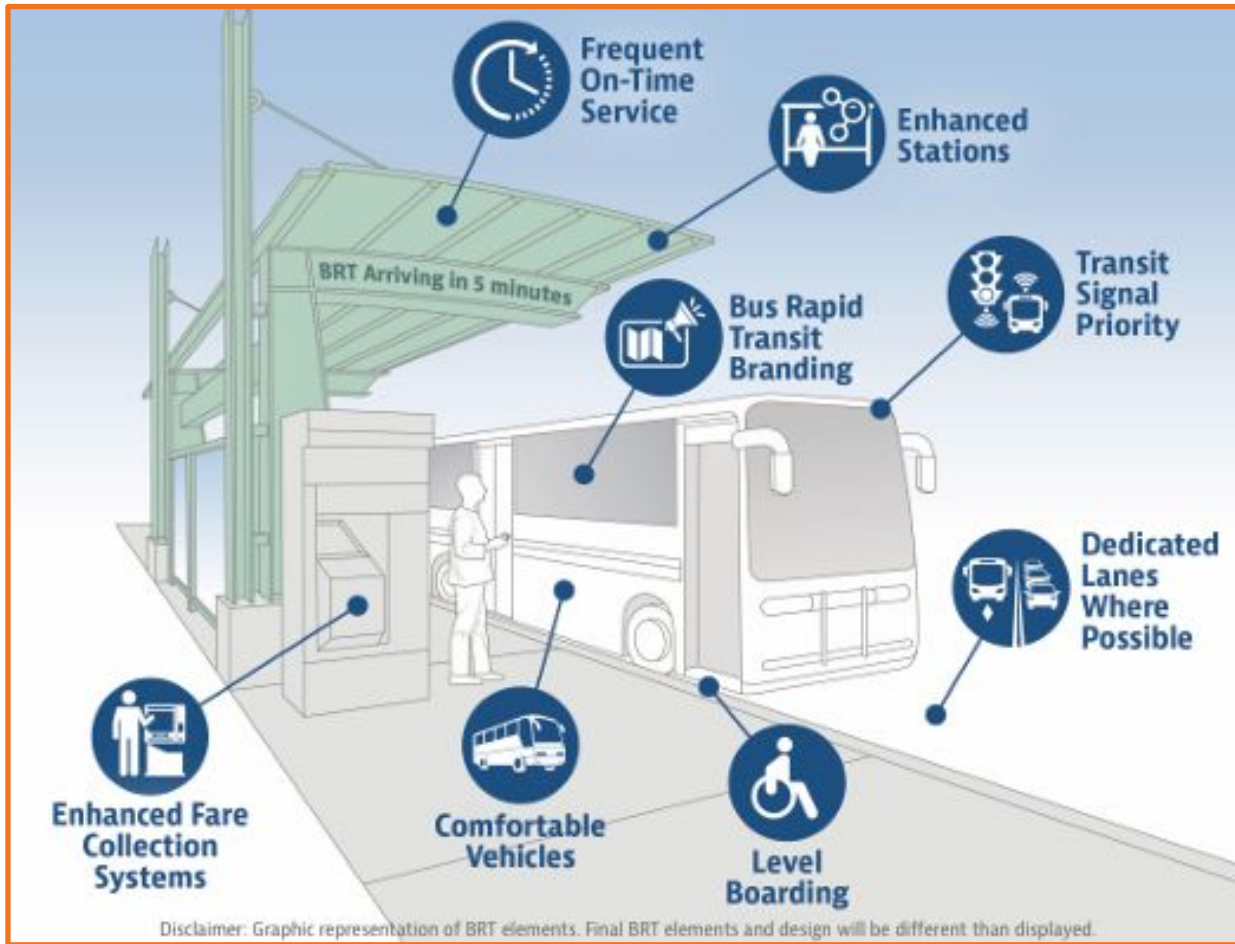 Frequent
On-Time
Service
Enhanced
Stations
BRT Arriving in 5 minutes
Transit
Signal
Priority
Bus Rapid
Transit
Branding
Dedicated
Lanes
Where
Possible
Enhanced Fare
Collection
Systems
Comfortable
Vehicles
Level
Boarding
Disclaimer: Graphic representation of BRT elements. Final BRT elements and design will be different than displayed.